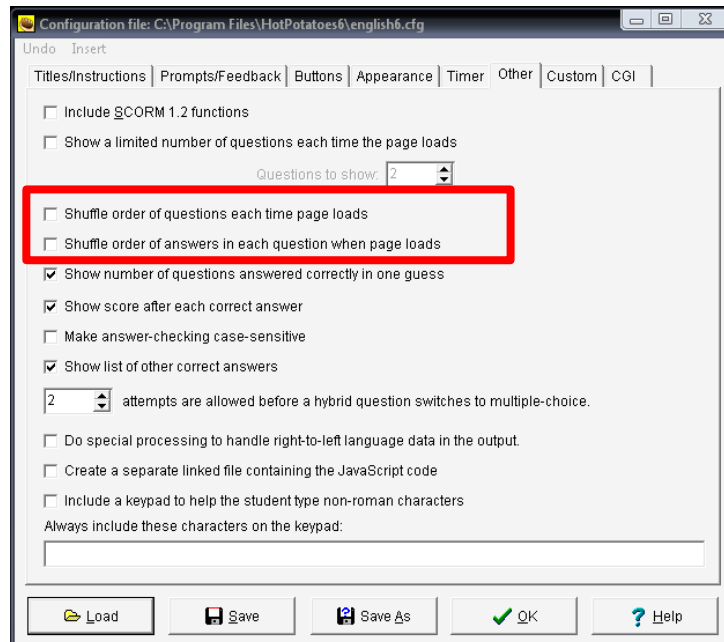 Configuration file: C:\Program Files\HotPotatoes6\english6.cfg
Undo Insert
Titles/Instructions Prompts/Feedback Buttons Appearance Timer Other Custom CGI
Include SCORM 1.2 functions
Show a limited number of questions each time the page loads
Questions to show: 2
Shuffle order of questions each time page loads
Shuffle order of answers in each question when page loads
Show number of questions answered correctly in one guess
Show score after each correct answer
Make answer-checking case-sensitive
Show list of other correct answers
2 attempts are allowed before a hybrid question switches to multiple-choice.
Do special processing to handle right-to-left language data in the output.
Create a separate linked file containing the JavaScript code
Include a keypad to help the student type non-roman characters
Always include these characters on the keypad:
Load Save Save As OK Help